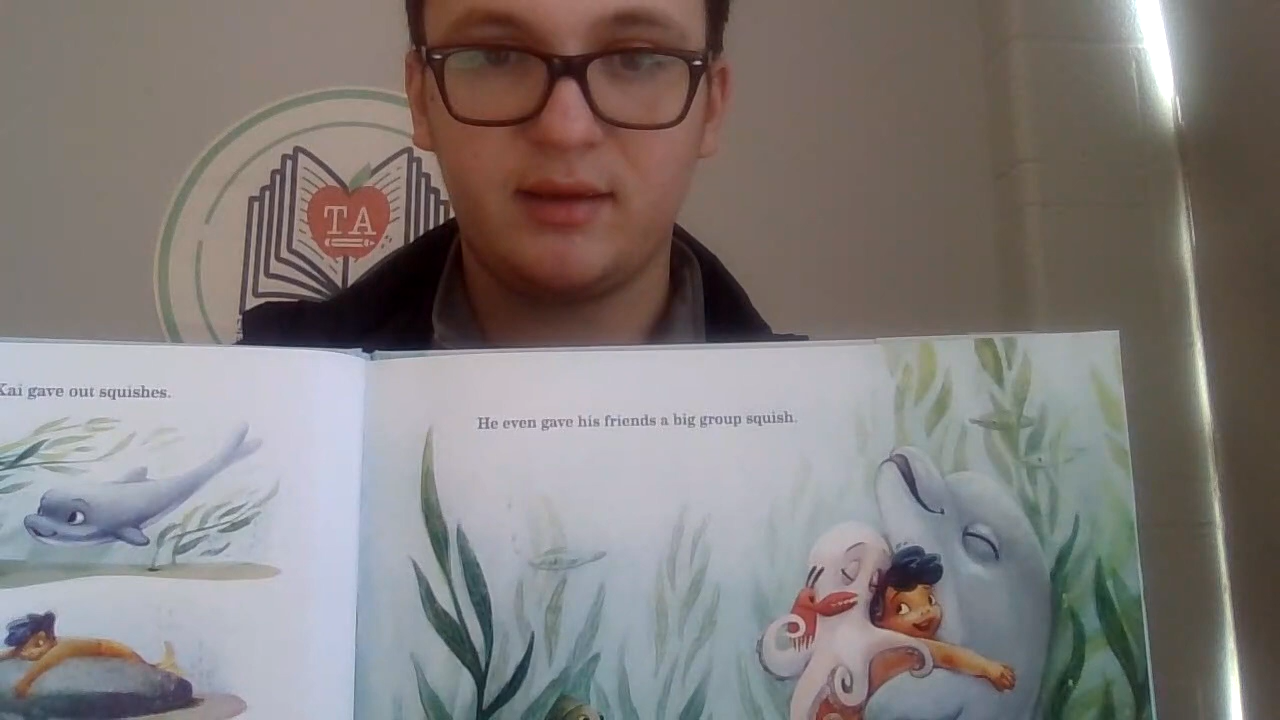 TA
Kai gave out squishes.
He even gave his friends a big group squish.